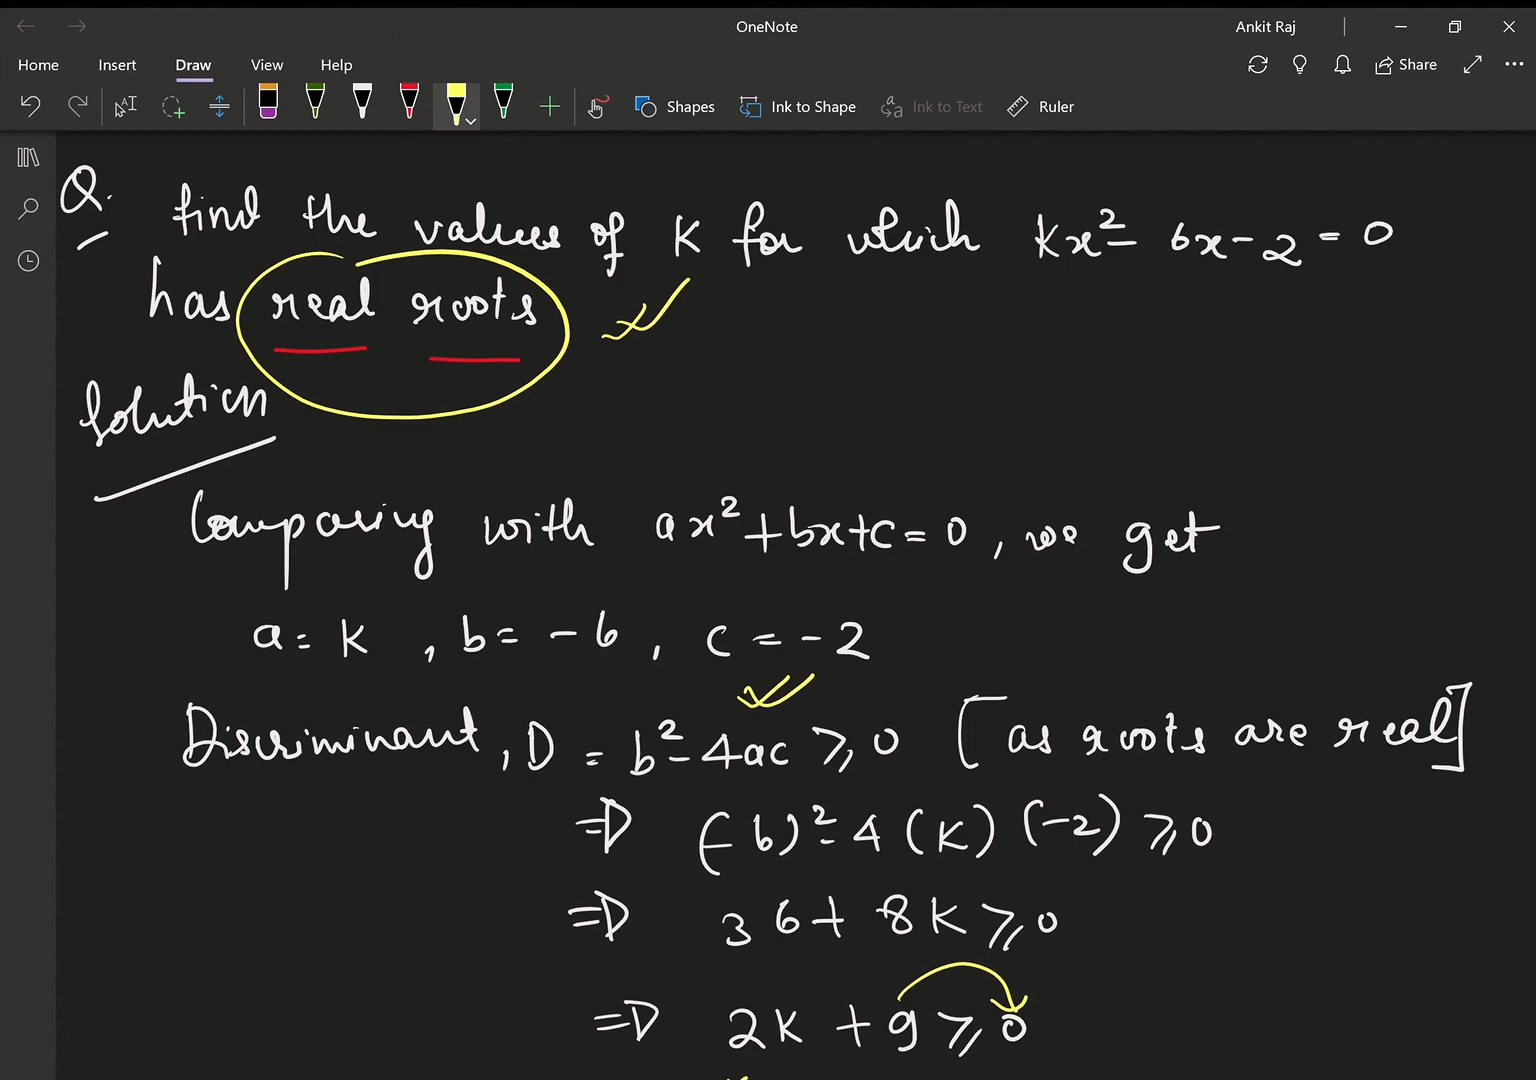 OneNote
Ankit Raj
Home Insert Draw View Help
Share
Shapes Ink to Shape Ink to Text Ruler
Q. find the values of K for which Kx² - 6x - 2 = 0
has real roots
Solution
Comparing with ax² + bx + c = 0, we get
a = K , b = -6 , c = -2
Discriminant, D = b² - 4ac ⩾ 0 [as roots are real]
⇒ (-6)² - 4 (K) (-2) ⩾ 0
⇒ 36 + 8K ⩾ 0
⇒ 2K + 9 ⩾ 0